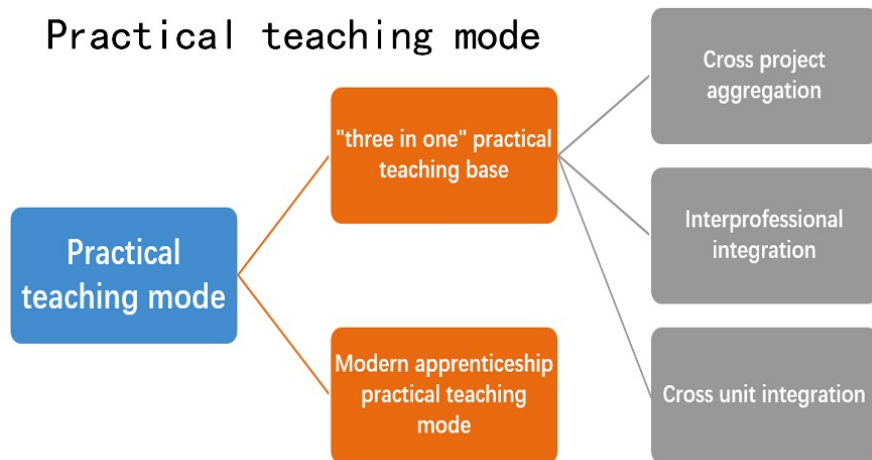 Practical teaching mode
Practical
teaching mode
"three in one" practical
teaching base
Modern apprenticeship
practical teaching
mode
Cross project
aggregation
Interprofessional
integration
Cross unit integration